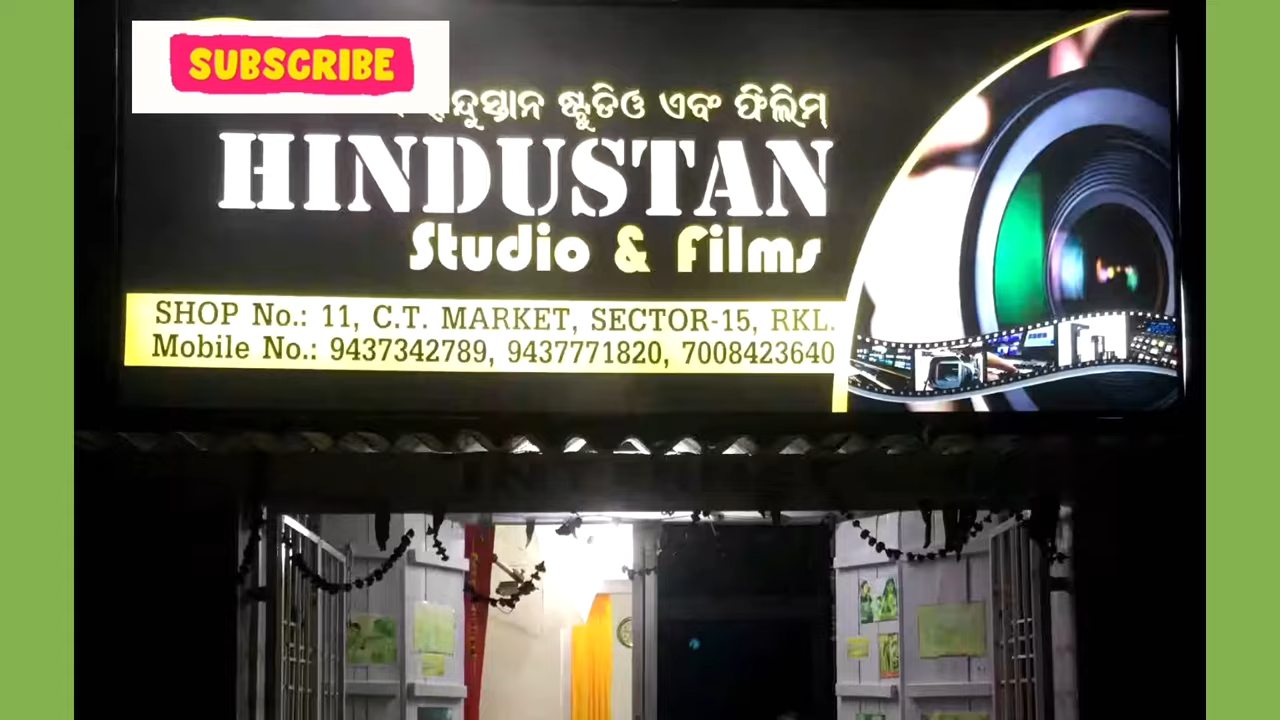 SUBSCRIBE
ଷ୍ଟୁଡିଓ ଏବଂ ଫିଲିମ୍
HINDUSTAN
Studio & Films
SHOP No.: 11, C.T. MARKET, SECTOR-15, RKL.
Mobile No.: 9437342789, 9437771820, 7008423640